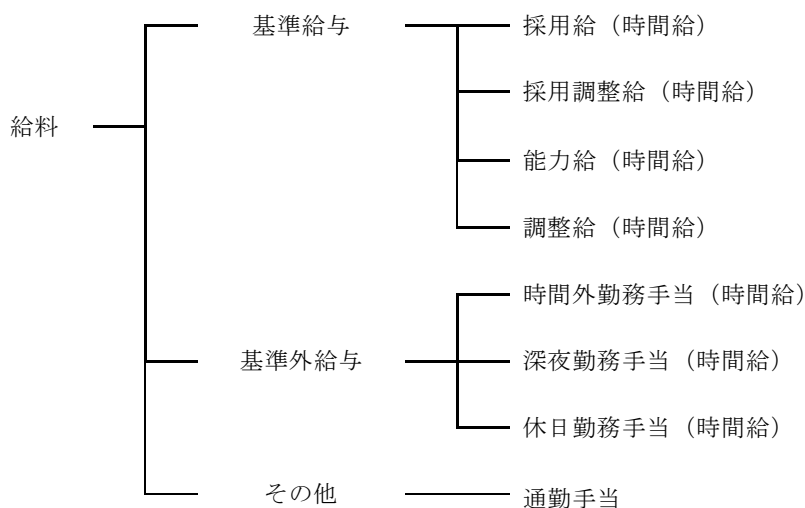 給料
基準給与
採用給（時間給）
採用調整給（時間給）
能力給（時間給）
調整給（時間給）
基準外給与
時間外勤務手当（時間給）
深夜勤務手当（時間給）
休日勤務手当（時間給）
その他
通勤手当